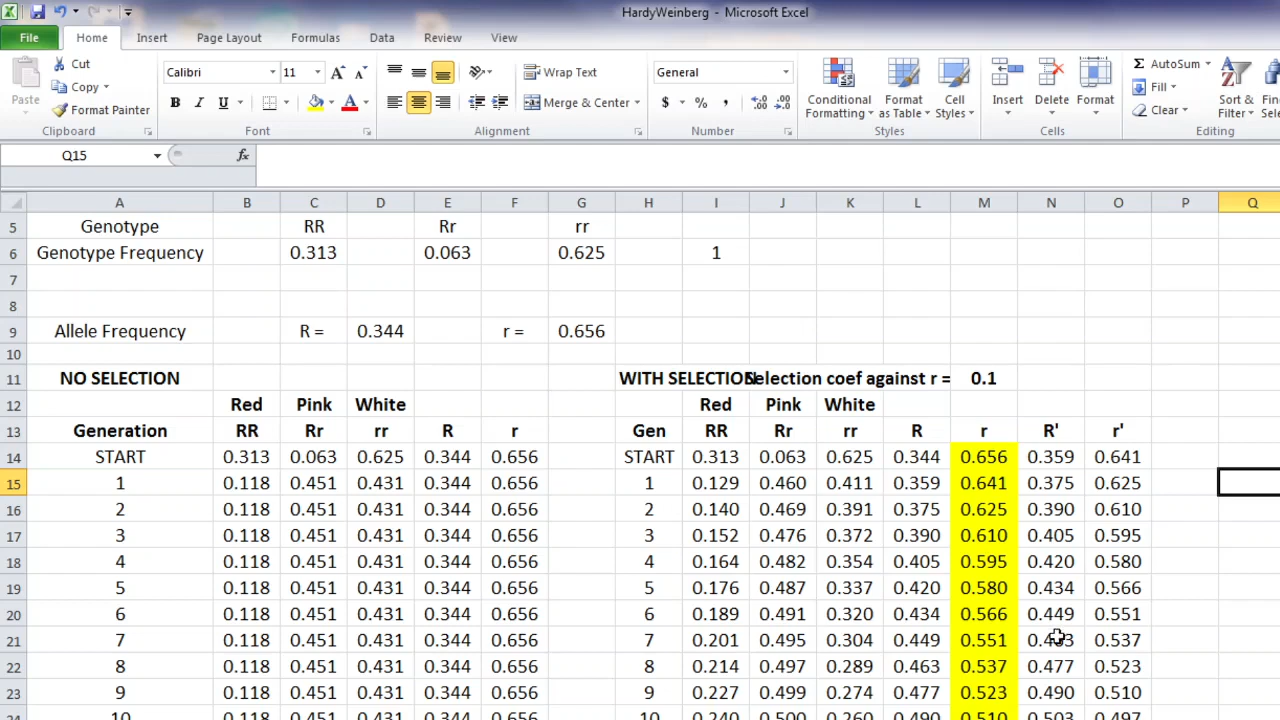 HardyWeinberg - Microsoft Excel
File Home Insert Page Layout Formulas Data Review View
Paste Cut Copy Format Painter Clipboard
Calibri 11 A A B I U A Font
Wrap Text Merge & Center Alignment
General $ % , .0 .00 .00 .0 Number
Conditional Formatting Format as Table Cell Styles Styles
Insert Delete Format Cells
Σ AutoSum Fill Clear Sort & Filter Editing
Q15 fx
A B C D E F G H I J K L M N O P Q
5 Genotype RR Rr rr
6 Genotype Frequency 0.313 0.063 0.625 1
7
8
9 Allele Frequency R = 0.344 r = 0.656
10
11 NO SELECTION WITH SELECTION Selection coef against r = 0.1
12 Red Pink White Red Pink White
13 Generation RR Rr rr R r Gen RR Rr rr R r R' r'
14 START 0.313 0.063 0.625 0.344 0.656 START 0.313 0.063 0.625 0.344 0.656 0.359 0.641
15 1 0.118 0.451 0.431 0.344 0.656 1 0.129 0.460 0.411 0.359 0.641 0.375 0.625
16 2 0.118 0.451 0.431 0.344 0.656 2 0.140 0.469 0.391 0.375 0.625 0.390 0.610
17 3 0.118 0.451 0.431 0.344 0.656 3 0.152 0.476 0.372 0.390 0.610 0.405 0.595
18 4 0.118 0.451 0.431 0.344 0.656 4 0.164 0.482 0.354 0.405 0.595 0.420 0.580
19 5 0.118 0.451 0.431 0.344 0.656 5 0.176 0.487 0.337 0.420 0.580 0.434 0.566
20 6 0.118 0.451 0.431 0.344 0.656 6 0.189 0.491 0.320 0.434 0.566 0.449 0.551
21 7 0.118 0.451 0.431 0.344 0.656 7 0.201 0.495 0.304 0.449 0.551 0.537
22 8 0.118 0.451 0.431 0.344 0.656 8 0.214 0.497 0.289 0.463 0.537 0.477 0.523
23 9 0.118 0.451 0.431 0.344 0.656 9 0.227 0.499 0.274 0.477 0.523 0.490 0.510
24 10 0.118 0.451 0.431 0.344 0.656 10 0.240 0.500 0.260 0.490 0.510 0.503 0.497